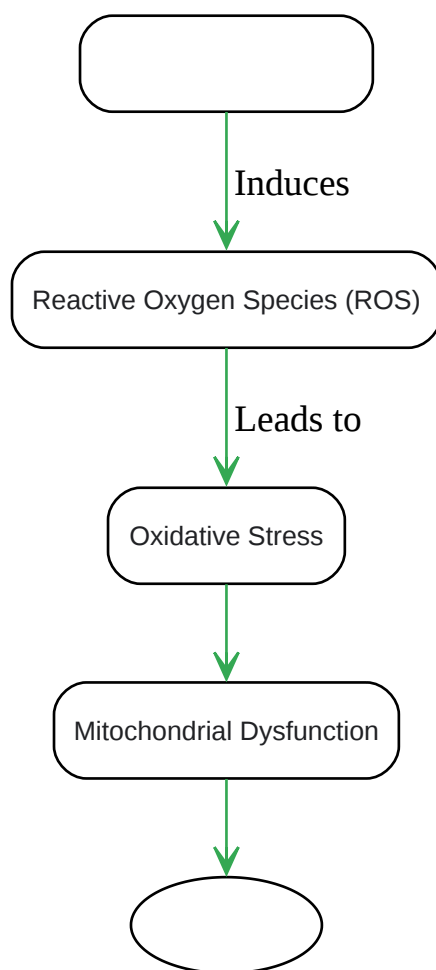 Induces
Reactive Oxygen Species (ROS)
Leads to
Oxidative Stress
Mitochondrial Dysfunction